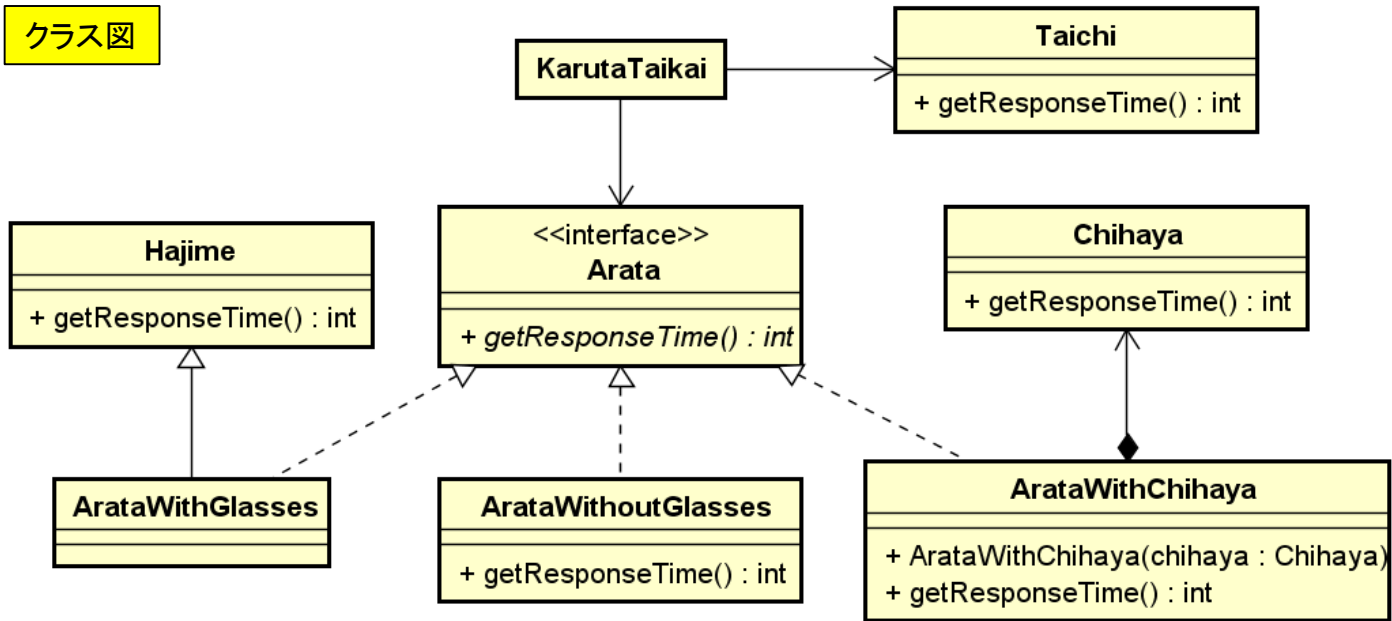 クラス図
KarutaTaikai
Taichi
+ getResponseTime() : int
Hajime
+ getResponseTime() : int
<<interface>>
Arata
+ getResponseTime() : int
Chihaya
+ getResponseTime() : int
ArataWithGlasses
ArataWithoutGlasses
+ getResponseTime() : int
ArataWithChihaya
+ ArataWithChihaya(chihaya : Chihaya)
+ getResponseTime() : int